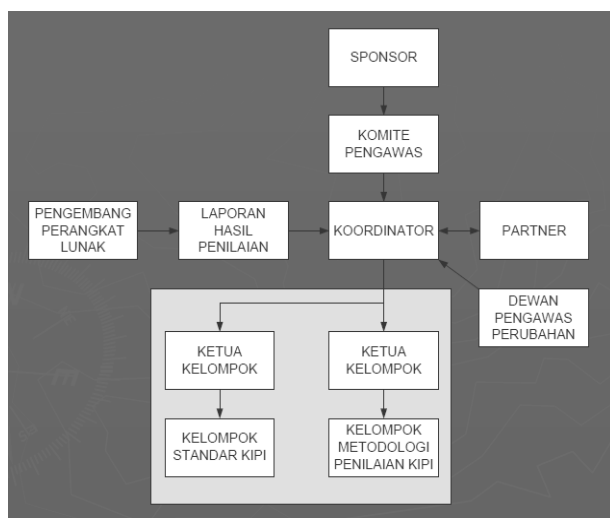 SPONSOR
KOMITE
PENGAWAS
PENGEMBANG
PERANGKAT
LUNAK
LAPORAN
HASIL
PENILAIAN
KOORDINATOR
PARTNER
DEWAN
PENGAWAS
PERUBAHAN
KETUA
KELOMPOK
KETUA
KELOMPOK
KELOMPOK
STANDAR KIPI
KELOMPOK
METODOLOGI
PENILAIAN KIPI